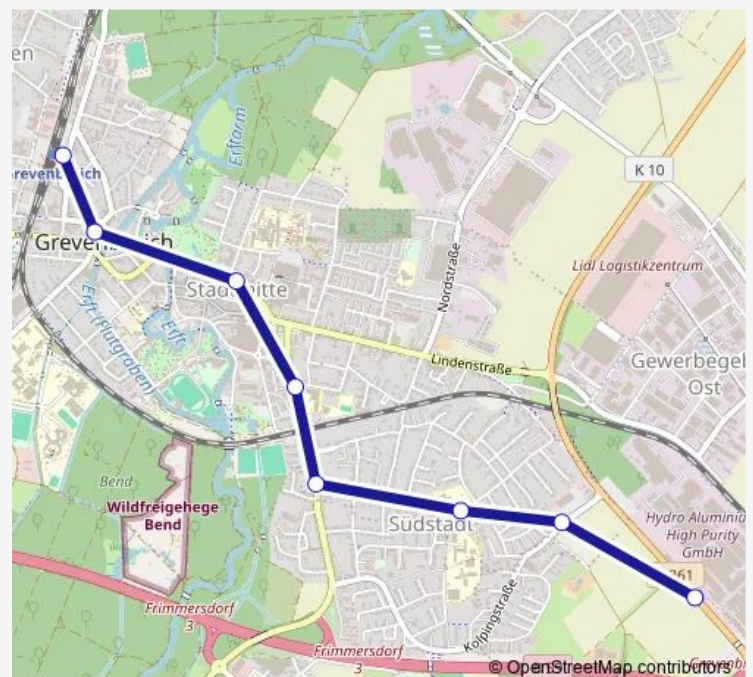 en
Erftarm
K 10
Grevenbroich
Lidl Logistikzentrum
Nordstraße
Stadtmitte
Erft (Flutgraben)
Erft
Lindenstraße
Gewerbegeb
Ost
Bend
Wildfreigehege
Bend
Südstadt
Hydro Aluminiu
High Purity
GmbH
361
Kolpingstraße
Frimmersdorf
3
Frimmersdorf
3
© OpenStreetMap contributors